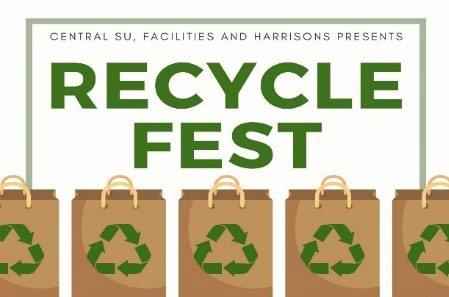 CENTRAL SU, FACILITIES AND HARRISONS PRESENTS
RECYCLE
FEST